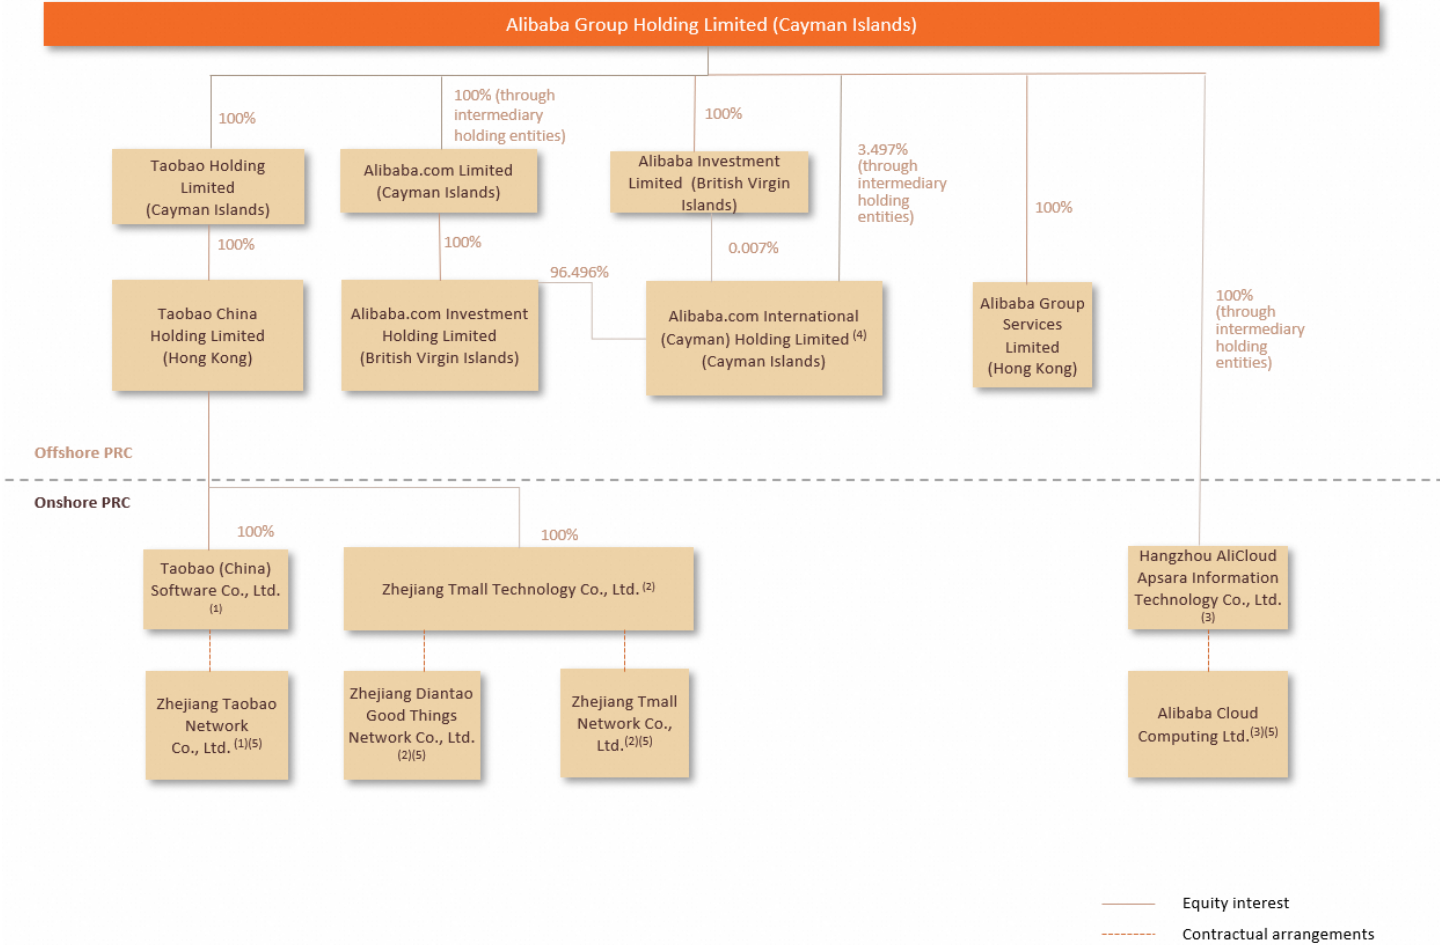 Alibaba Group Holding Limited (Cayman Islands)
100%
100% (through
intermediary
holding entities)
100%
3.497%
(through
intermediary
holding
entities)
100%
100%
(through
intermediary
holding
entities)
Taobao Holding
Limited
(Cayman Islands)
Alibaba.com Limited
(Cayman Islands)
Alibaba Investment
Limited (British Virgin
Islands)
100%
100%
96.496%
0.007%
Taobao China
Holding Limited
(Hong Kong)
Alibaba.com Investment
Holding Limited
(British Virgin Islands)
Alibaba.com International
(Cayman) Holding Limited (4)
(Cayman Islands)
Alibaba Group
Services
Limited
(Hong Kong)
Offshore PRC
Onshore PRC
100%
100%
Taobao (China)
Software Co., Ltd.
(1)
Zhejiang Tmall Technology Co., Ltd. (2)
Hangzhou AliCloud
Apsara Information
Technology Co., Ltd.
(3)
Zhejiang Taobao
Network
Co., Ltd. (1)(5)
Zhejiang Diantao
Good Things
Network Co., Ltd.
(2)(5)
Zhejiang Tmall
Network Co.,
Ltd.(2)(5)
Alibaba Cloud
Computing Ltd.(3)(5)
Equity interest
Contractual arrangements